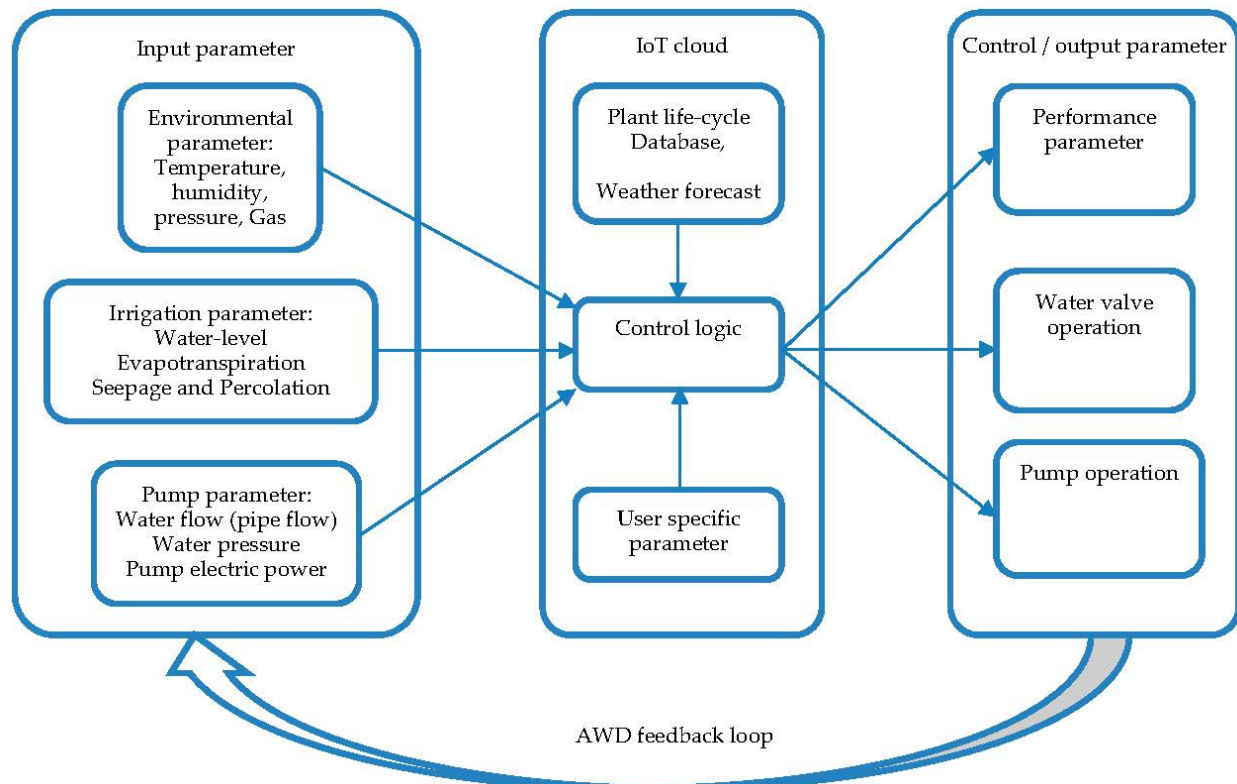 Input parameter
Environmental
parameter:
Temperature,
humidity,
pressure, Gas
Irrigation parameter:
Water-level
Evapotranspiration
Seepage and Percolation
Pump parameter:
Water flow (pipe flow)
Water pressure
Pump electric power
IoT cloud
Plant life-cycle
Database,
Weather forecast
Control logic
User specific
parameter
Control / output parameter
Performance
parameter
Water valve
operation
Pump operation
AWD feedback loop